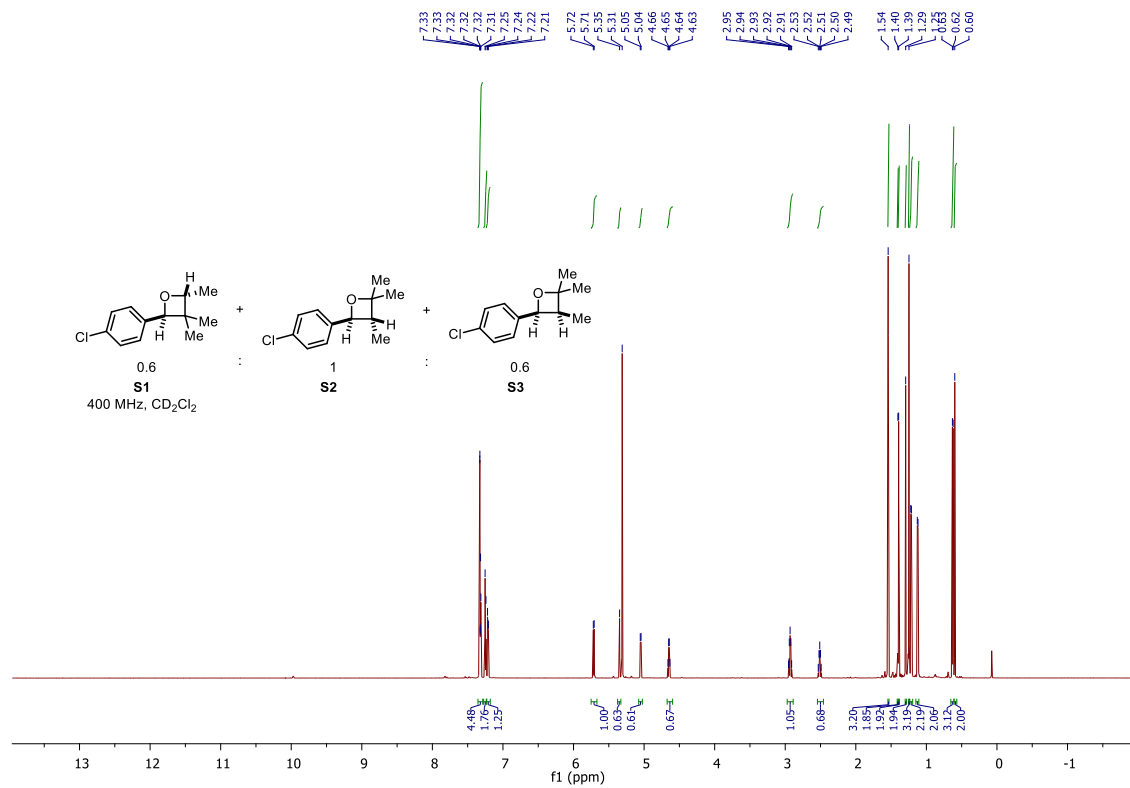 7.33 7.33 7.32 7.32 7.32 7.31 7.25 7.24 7.22 7.21 5.72 5.71 5.35 5.31 5.05 5.04 4.66 4.65 4.64 4.63 2.95 2.94 2.93 2.92 2.91 2.53 2.52 2.51 2.50 2.49 1.54 1.40 1.39 1.29 1.25 0.63 0.62 0.60
H
O Me
Me
H Me
Cl
+
Me
O Me
H
H Me
Cl
+
Me
O Me
Me
H H
Cl
0.6 : 1 : 0.6
S1 S2 S3
400 MHz, CD2Cl2
4.48 1.76 1.25 1.00 0.63 0.61 0.67 1.05 0.68 3.20 1.85 1.92 1.94 3.19 2.19 2.06 3.12 2.00
13 12 11 10 9 8 7 6 5 4 3 2 1 0 -1
f1 (ppm)